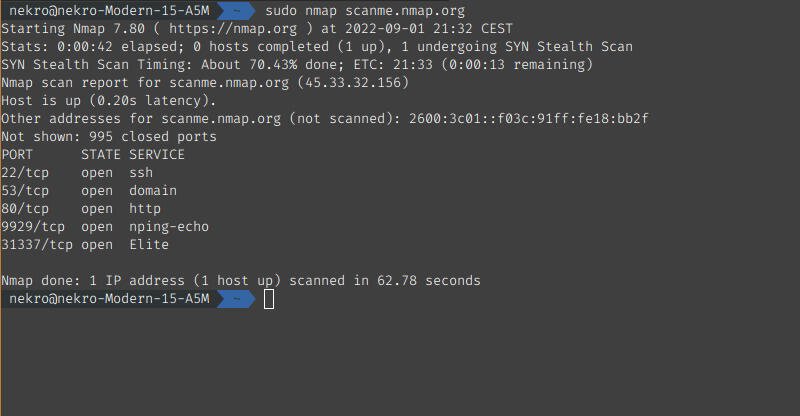 nekro@nekro-Modern-15-A5M ~ sudo nmap scanme.nmap.org
Starting Nmap 7.80 ( https://nmap.org ) at 2022-09-01 21:32 CEST
Stats: 0:00:42 elapsed; 0 hosts completed (1 up), 1 undergoing SYN Stealth Scan
SYN Stealth Scan Timing: About 70.43% done; ETC: 21:33 (0:00:13 remaining)
Nmap scan report for scanme.nmap.org (45.33.32.156)
Host is up (0.20s latency).
Other addresses for scanme.nmap.org (not scanned): 2600:3c01::f03c:91ff:fe18:bb2f
Not shown: 995 closed ports
PORT      STATE SERVICE
22/tcp    open  ssh
53/tcp    open  domain
80/tcp    open  http
9929/tcp  open  nping-echo
31337/tcp open  Elite

Nmap done: 1 IP address (1 host up) scanned in 62.78 seconds
nekro@nekro-Modern-15-A5M ~